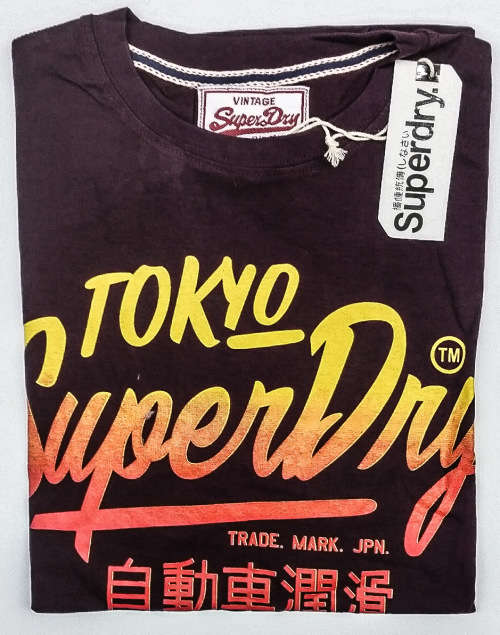 VINTAGE
SuperDry
Superdry.
TOKYO
SuperDry
TM
TRADE. MARK. JPN.
自動車潤滑